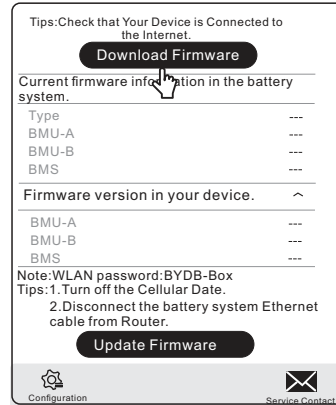 Tips:Check that Your Device is Connected to
the Internet.
Download Firmware
Current firmware information in the battery
system.
Type ---
BMU-A ---
BMU-B ---
BMS ---
Firmware version in your device.
BMU-A ---
BMU-B ---
BMS ---
Note:WLAN password:BYDB-Box
Tips:1.Turn off the Cellular Date.
2.Disconnect the battery system Ethernet
cable from Router.
Update Firmware
Configuration
Service Contact